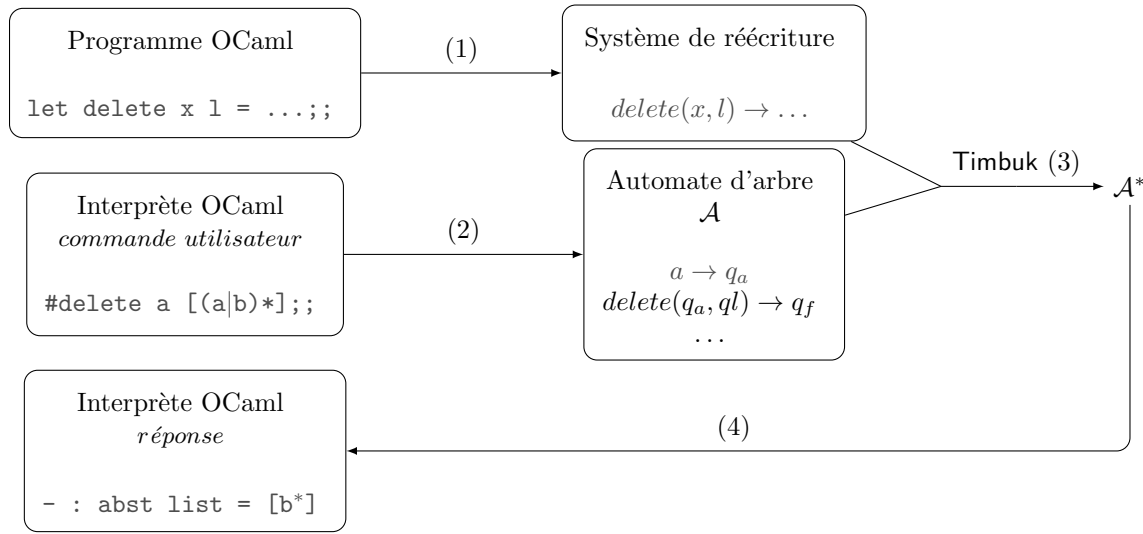 Programme OCaml
let delete x l = ...;;
(1)
Système de réécriture
delete(x, l) → ...
Interprète OCaml
commande utilisateur
#delete a [(a|b)*];;
(2)
Automate d'arbre
𝒜
a → q_a
delete(q_a, ql) → q_f
...
Timbuk (3)
𝒜*
Interprète OCaml
réponse
- : abst list = [b*]
(4)